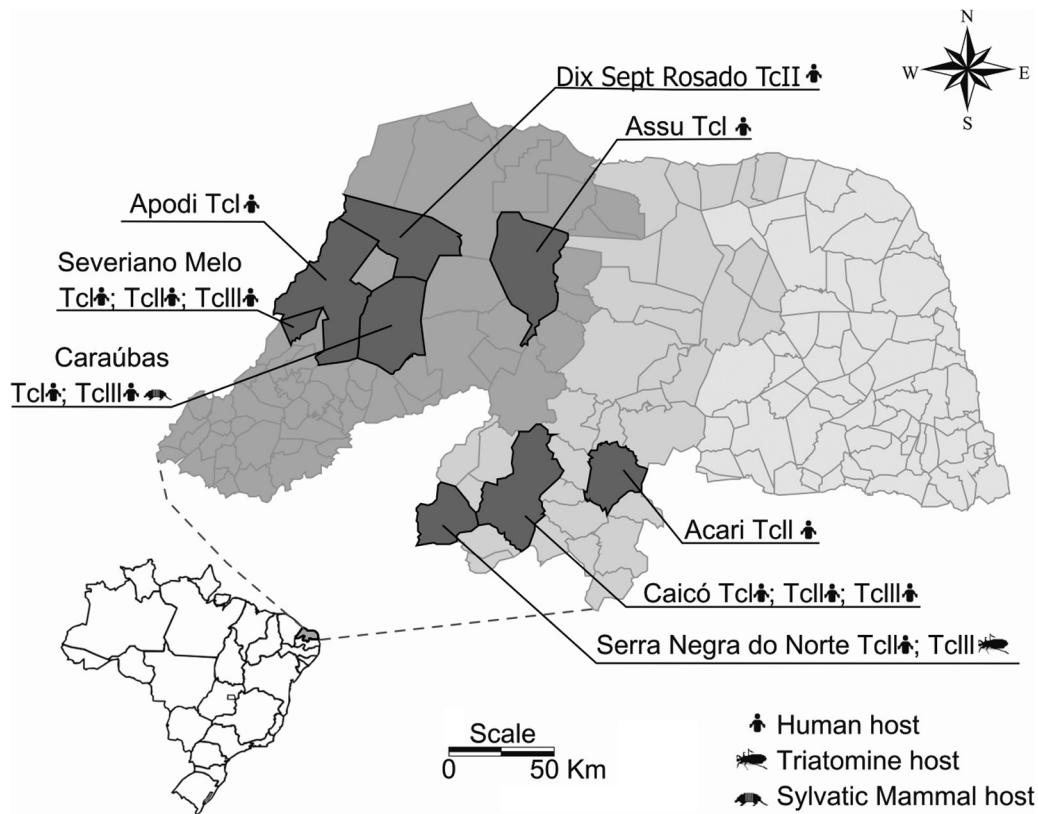 N
W E
S
Dix Sept Rosado TcII
Assu TcI
Apodi TcI
Severiano Melo
TcI; TcII; TcIII
Caraúbas
TcI; TcIII
Acari TcII
Caicó TcI; TcII; TcIII
Serra Negra do Norte TcII; TcIII
Scale
0 50 Km
Human host
Triatomine host
Sylvatic Mammal host